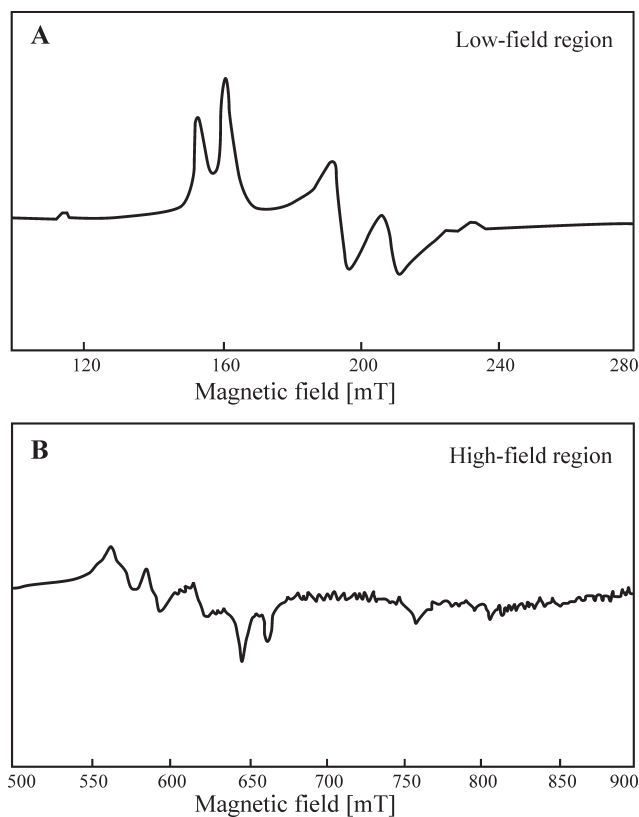 A
Low-field region
120 160 200 240 280
Magnetic field [mT]
B
High-field region
500 550 600 650 700 750 800 850 900
Magnetic field [mT]